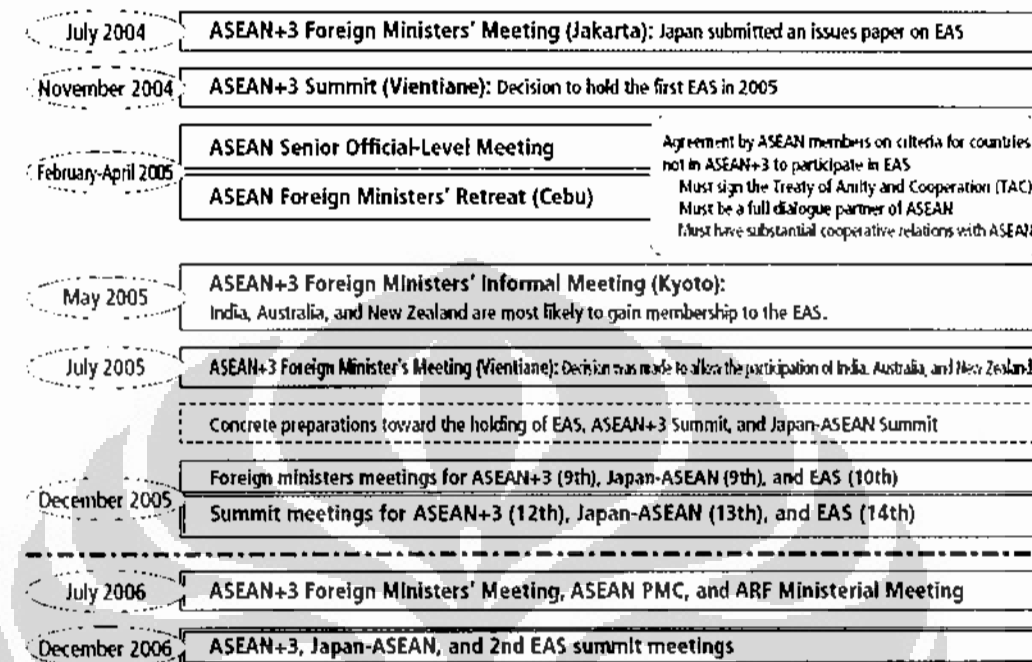 July 2004
ASEAN+3 Foreign Ministers' Meeting (Jakarta): Japan submitted an issues paper on EAS
November 2004
ASEAN+3 Summit (Vientiane): Decision to hold the first EAS in 2005
February-April 2005
ASEAN Senior Official-Level Meeting
ASEAN Foreign Ministers' Retreat (Cebu)
Agreement by ASEAN members on criteria for countries
not in ASEAN+3 to participate in EAS
Must sign the Treaty of Amity and Cooperation (TAC)
Must be a full dialogue partner of ASEAN
Must have substantial cooperative relations with ASEAN
May 2005
ASEAN+3 Foreign Ministers' Informal Meeting (Kyoto):
India, Australia, and New Zealand are most likely to gain membership to the EAS.
July 2005
ASEAN+3 Foreign Minister's Meeting (Vientiane): Decision was made to allow the participation of India, Australia, and New Zealand
Concrete preparations toward the holding of EAS, ASEAN+3 Summit, and Japan-ASEAN Summit
December 2005
Foreign ministers meetings for ASEAN+3 (9th), Japan-ASEAN (9th), and EAS (10th)
Summit meetings for ASEAN+3 (12th), Japan-ASEAN (13th), and EAS (14th)
July 2006
ASEAN+3 Foreign Ministers' Meeting, ASEAN PMC, and ARF Ministerial Meeting
December 2006
ASEAN+3, Japan-ASEAN, and 2nd EAS summit meetings